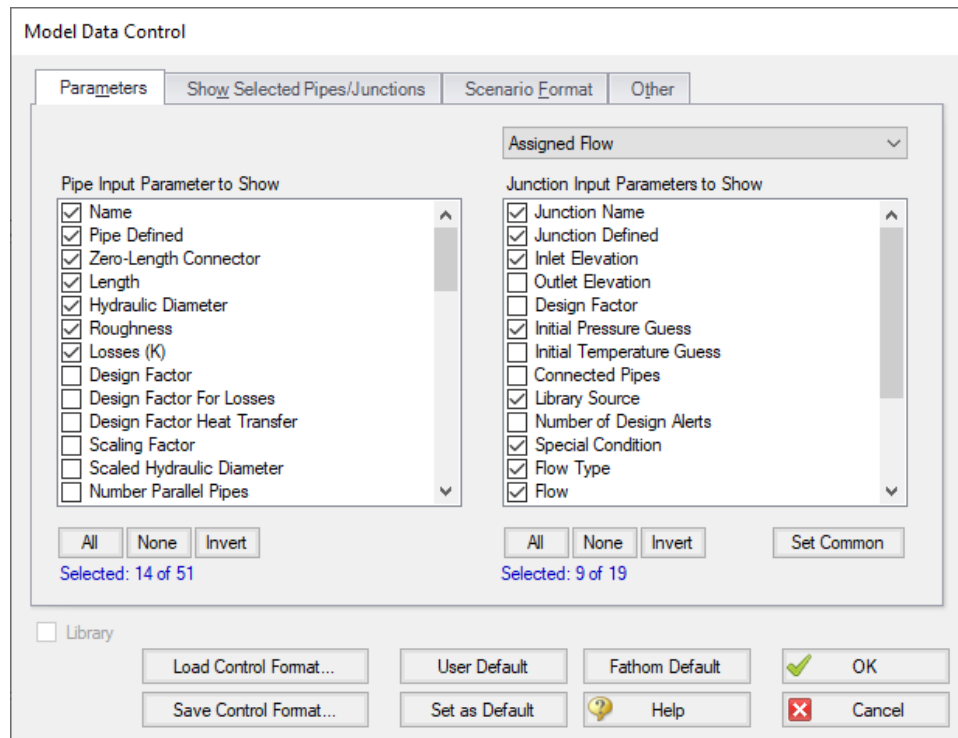 Model Data Control
Parameters
Show Selected Pipes/Junctions
Scenario Format
Other
Assigned Flow
Pipe Input Parameter to Show
Name
Pipe Defined
Zero-Length Connector
Length
Hydraulic Diameter
Roughness
Losses (K)
Design Factor
Design Factor For Losses
Design Factor Heat Transfer
Scaling Factor
Scaled Hydraulic Diameter
Number Parallel Pipes
All
None
Invert
Selected: 14 of 51
Junction Input Parameters to Show
Junction Name
Junction Defined
Inlet Elevation
Outlet Elevation
Design Factor
Initial Pressure Guess
Initial Temperature Guess
Connected Pipes
Library Source
Number of Design Alerts
Special Condition
Flow Type
Flow
All
None
Invert
Set Common
Selected: 9 of 19
Library
Load Control Format...
User Default
Fathom Default
OK
Save Control Format...
Set as Default
Help
Cancel